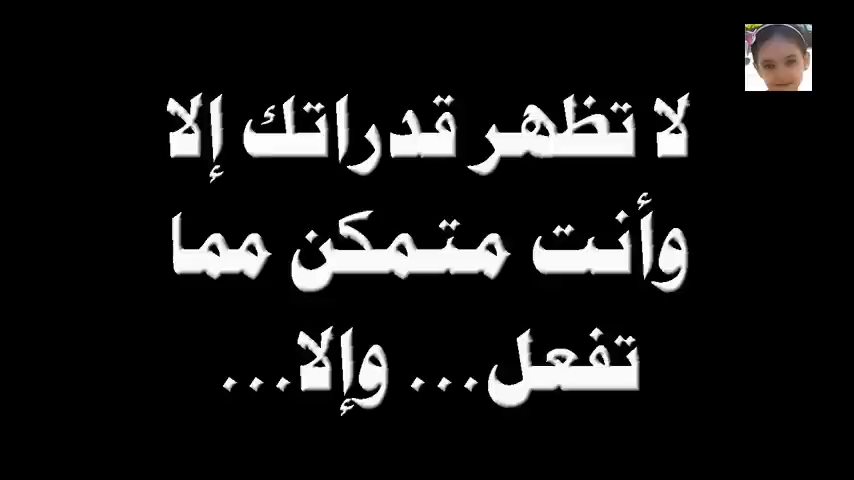 لا تظهر قدراتك إلا
وأنت متمكن مما
تفعل... وإلا...